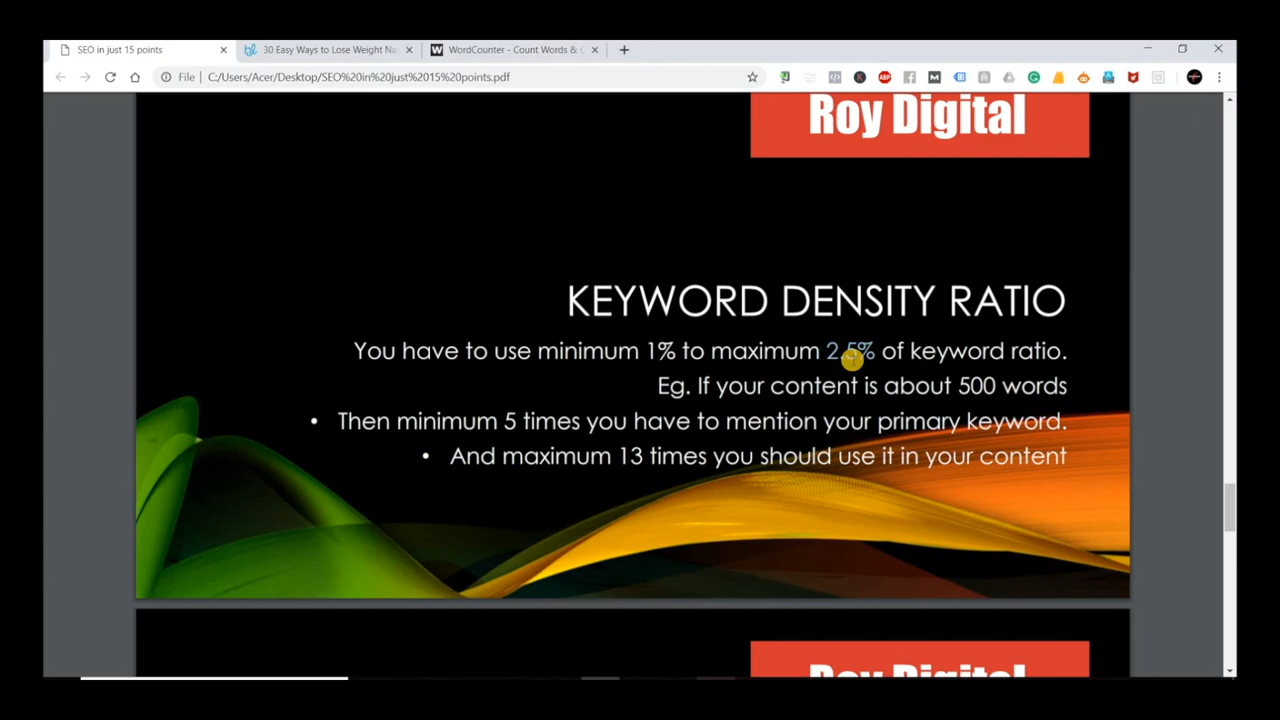 SEO in just 15 points
30 Easy Ways to Lose Weight Na
WordCounter - Count Words & C
File
C:/Users/Acer/Desktop/SEO%20in%20just%2015%20points.pdf
ABP
Roy Digital
KEYWORD DENSITY RATIO
You have to use minimum 1% to maximum 2.5% of keyword ratio.
Eg. If your content is about 500 words
• Then minimum 5 times you have to mention your primary keyword.
• And maximum 13 times you should use it in your content
Roy Digital